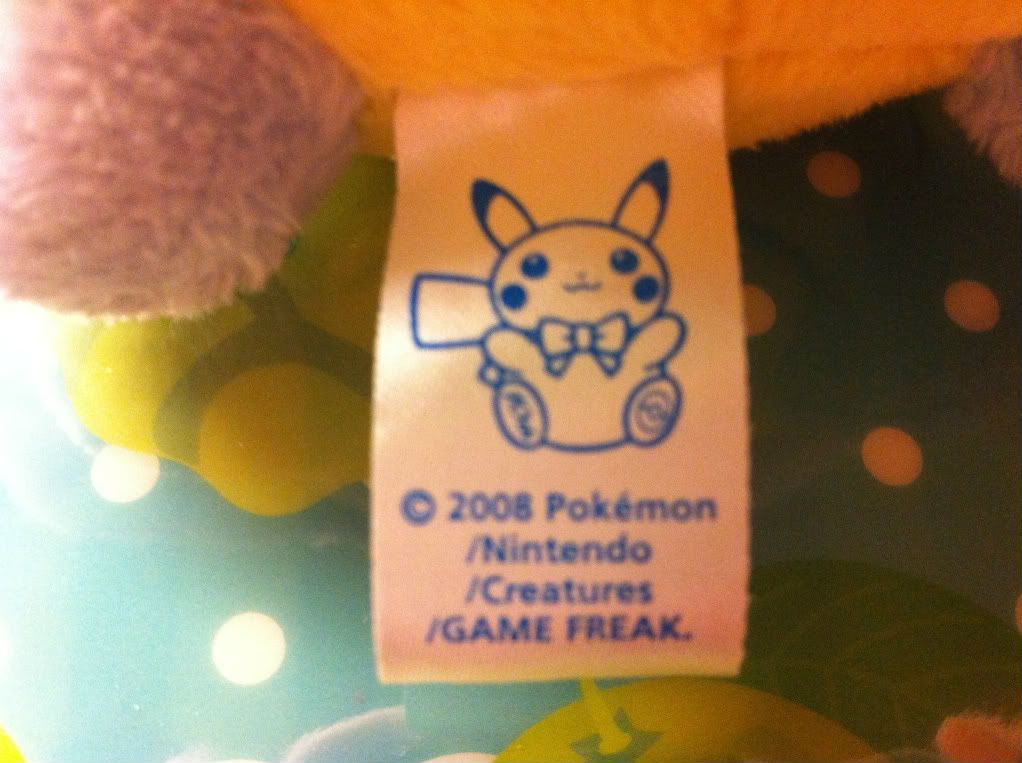 © 2008 Pokémon
/Nintendo
/Creatures
/GAME FREAK.